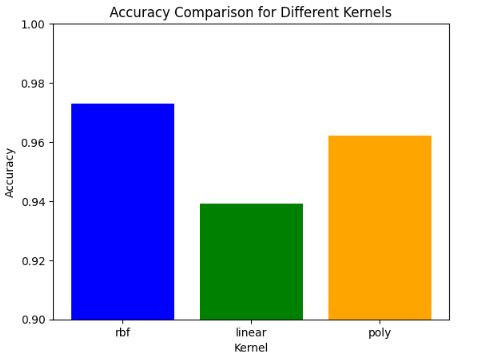 Accuracy Comparison for Different Kernels
1.00
0.98
0.96
0.94
0.92
0.90
Accuracy
rbf linear poly
Kernel